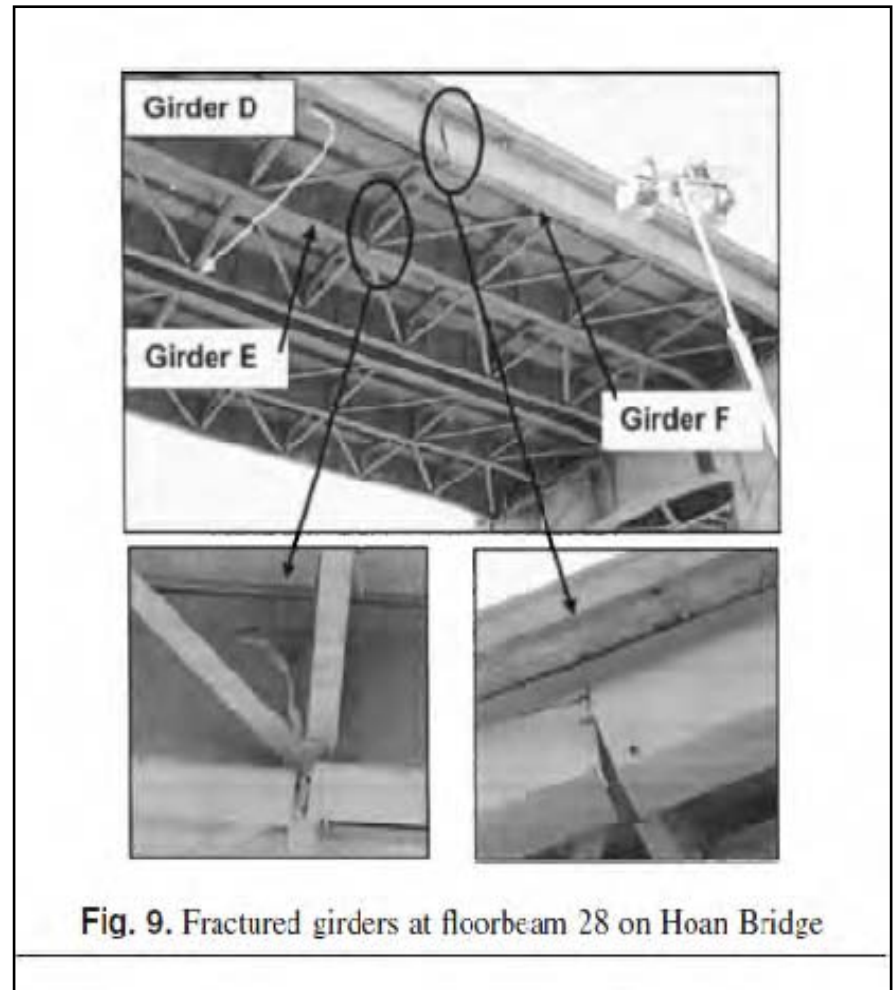 Girder D
Girder E
Girder F
Fig. 9. Fractured girders at floorbeam 28 on Hoan Bridge